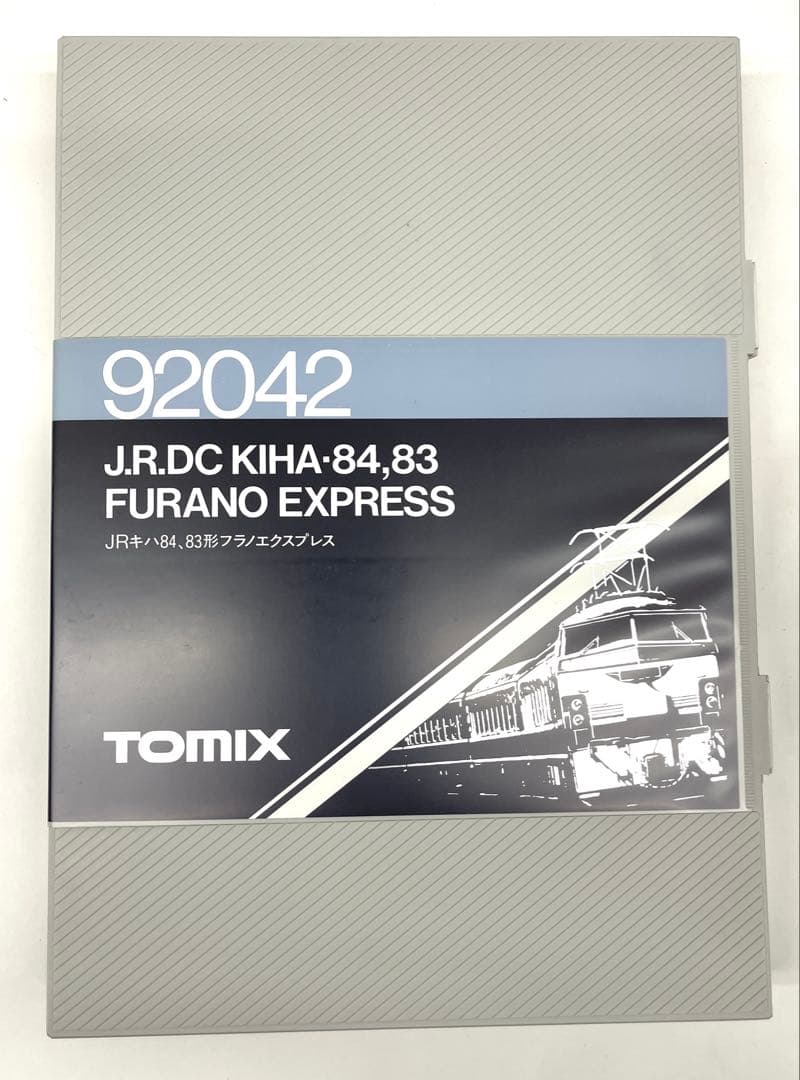 92042
J.R.DC KIHA-84,83
FURANO EXPRESS
JRキハ84、83形フラノエクスプレス
TOMIX